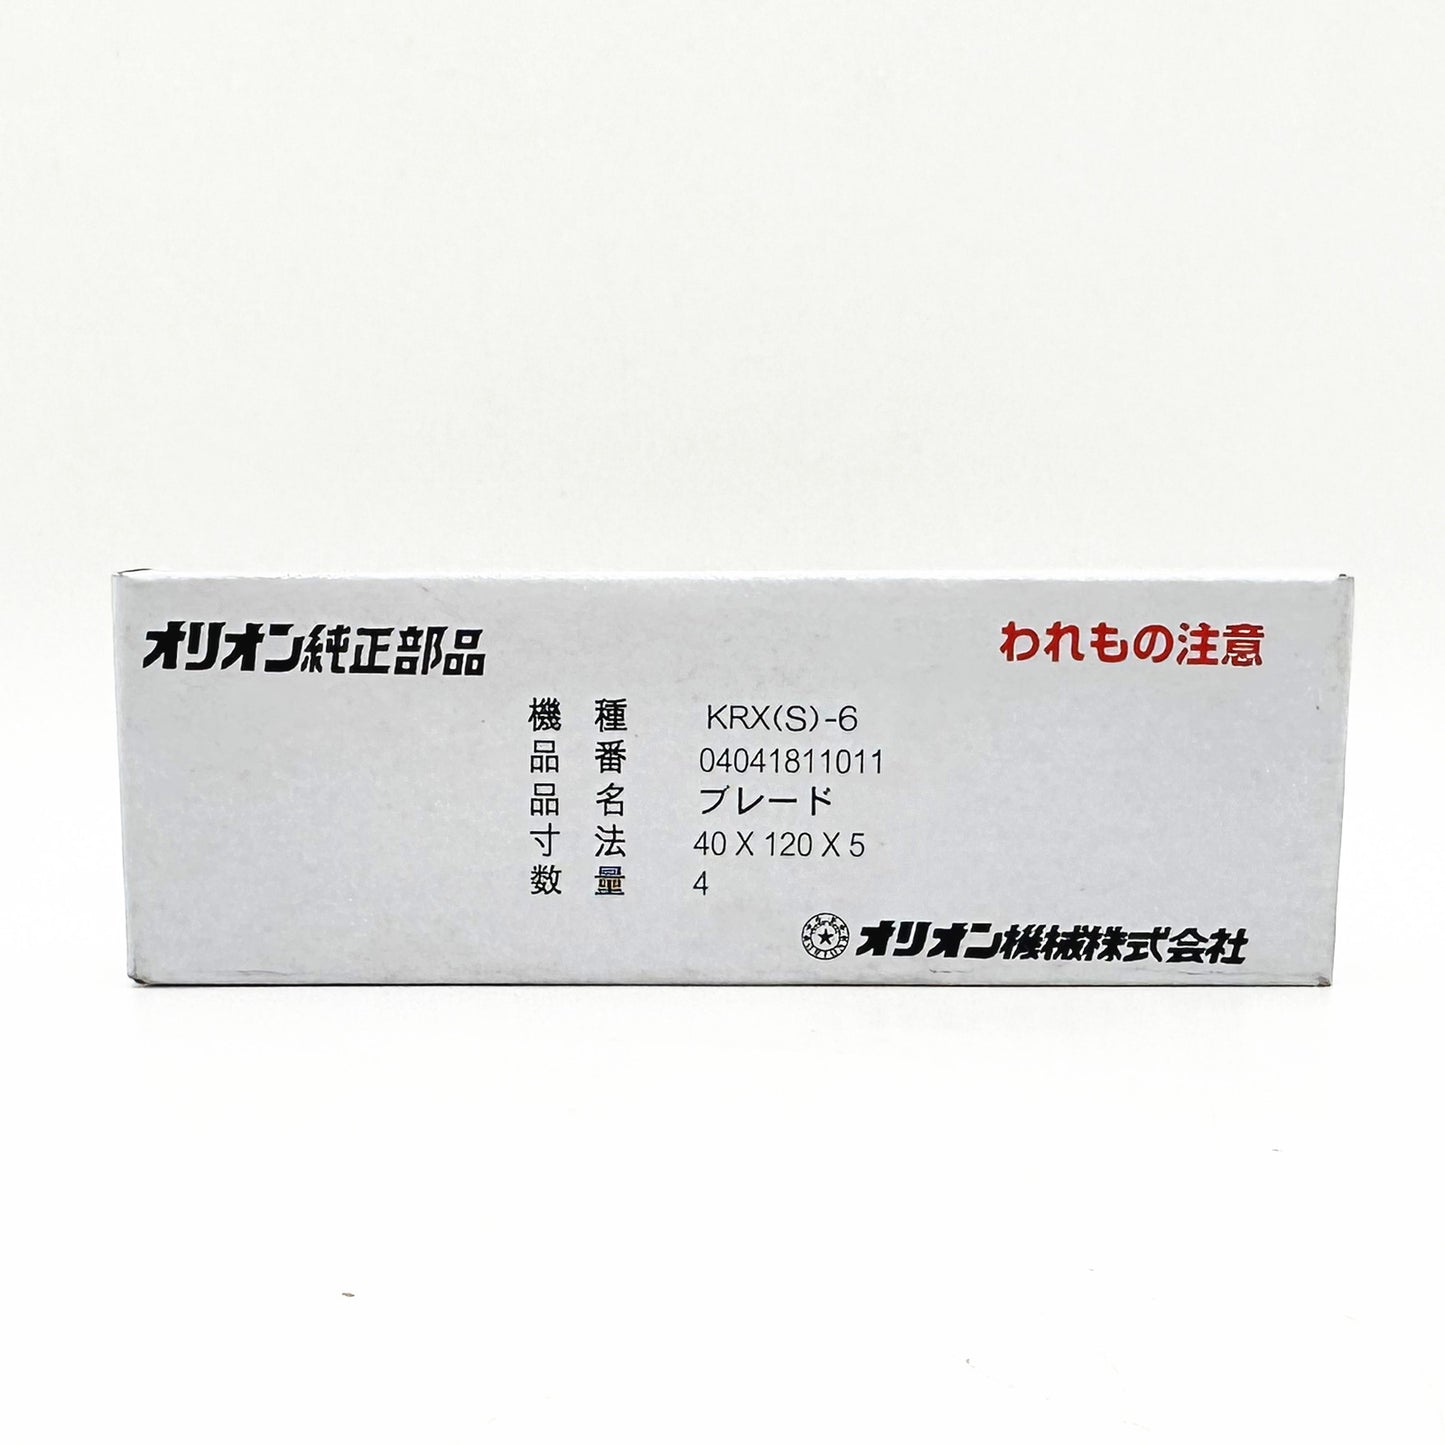 オリオン純正部品
われもの注意
機種 KRX(S)-6
品番 04041811011
品名 ブレード
寸法 40 X 120 X 5
数量 4
オリオン機械株式会社